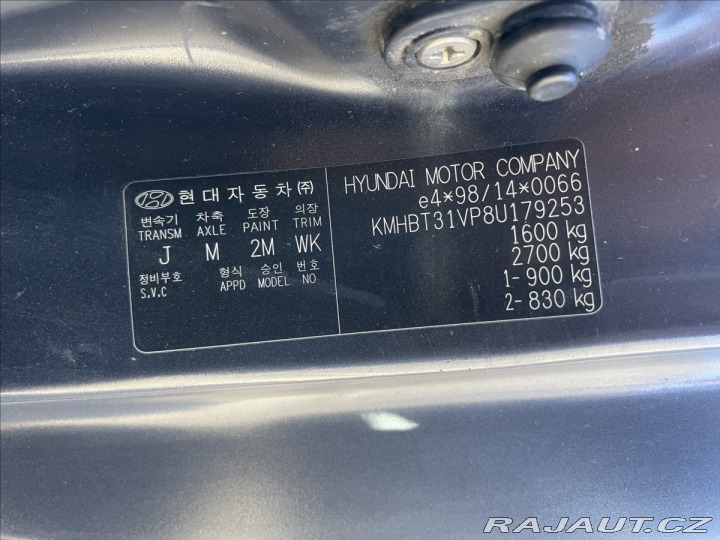 현대자동차㈜
변속기 차축 도장 의장
TRANSM AXLE PAINT TRIM
J M 2M WK
정비부호 형식 승인 번호
S.V.C APPD MODEL NO
HYUNDAI MOTOR COMPANY
e4*98/14*0066
KMHBT31VP8U179253
1600 kg
2700 kg
1- 900 kg
2- 830 kg
RAJAUT.CZ